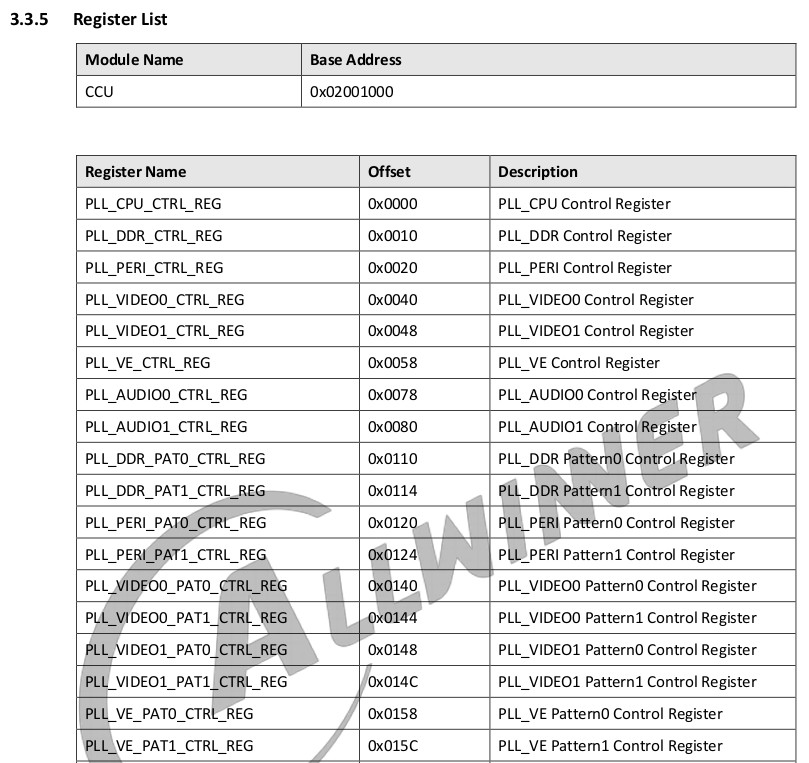 3.3.5 Register List
Module Name Base Address
CCU 0x02001000
Register Name Offset Description
PLL_CPU_CTRL_REG 0x0000 PLL_CPU Control Register
PLL_DDR_CTRL_REG 0x0010 PLL_DDR Control Register
PLL_PERI_CTRL_REG 0x0020 PLL_PERI Control Register
PLL_VIDEO0_CTRL_REG 0x0040 PLL_VIDEO0 Control Register
PLL_VIDEO1_CTRL_REG 0x0048 PLL_VIDEO1 Control Register
PLL_VE_CTRL_REG 0x0058 PLL_VE Control Register
PLL_AUDIO0_CTRL_REG 0x0078 PLL_AUDIO0 Control Register
PLL_AUDIO1_CTRL_REG 0x0080 PLL_AUDIO1 Control Register
PLL_DDR_PAT0_CTRL_REG 0x0110 PLL_DDR Pattern0 Control Register
PLL_DDR_PAT1_CTRL_REG 0x0114 PLL_DDR Pattern1 Control Register
PLL_PERI_PAT0_CTRL_REG 0x0120 PLL_PERI Pattern0 Control Register
PLL_PERI_PAT1_CTRL_REG 0x0124 PLL_PERI Pattern1 Control Register
PLL_VIDEO0_PAT0_CTRL_REG 0x0140 PLL_VIDEO0 Pattern0 Control Register
PLL_VIDEO0_PAT1_CTRL_REG 0x0144 PLL_VIDEO0 Pattern1 Control Register
PLL_VIDEO1_PAT0_CTRL_REG 0x0148 PLL_VIDEO1 Pattern0 Control Register
PLL_VIDEO1_PAT1_CTRL_REG 0x014C PLL_VIDEO1 Pattern1 Control Register
PLL_VE_PAT0_CTRL_REG 0x0158 PLL_VE Pattern0 Control Register
PLL_VE_PAT1_CTRL_REG 0x015C PLL_VE Pattern1 Control Register
ALLWINNER